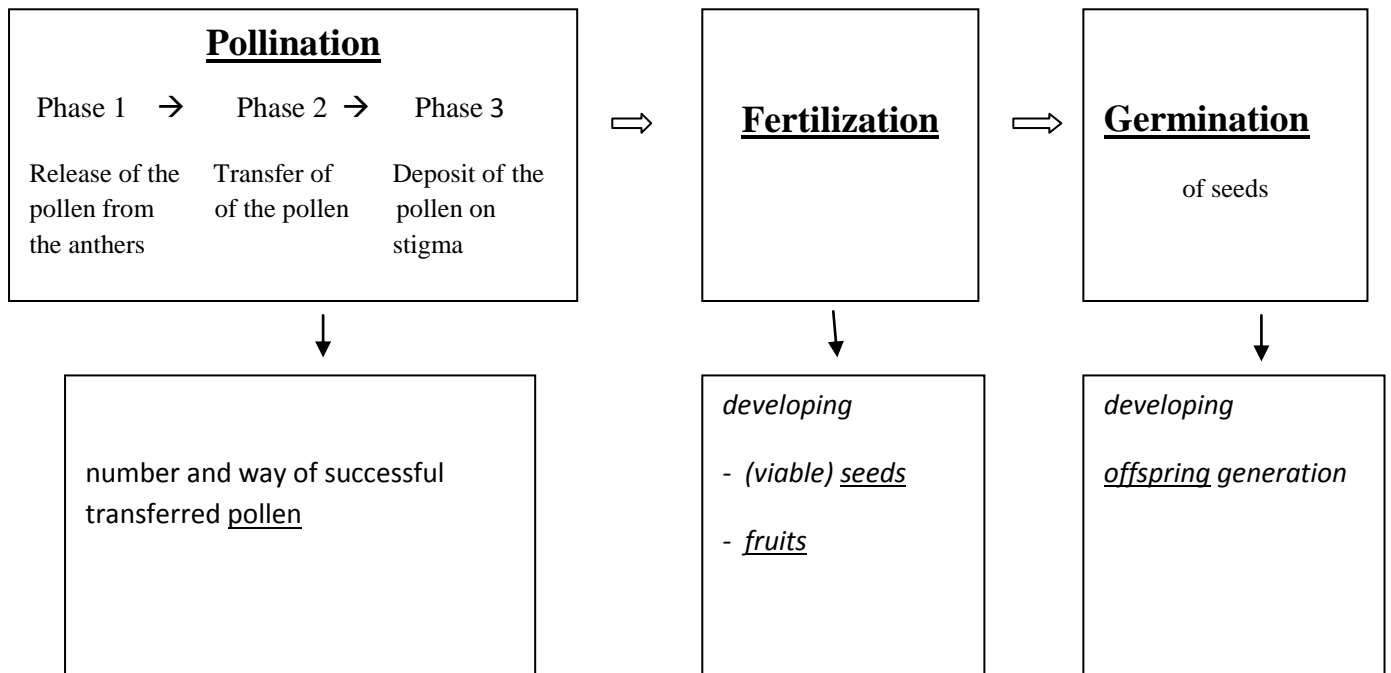 Pollination
Phase 1 → Phase 2 → Phase 3
Release of the pollen from the anthers
Transfer of of the pollen
Deposit of the pollen on stigma
⇨
Fertilization
⇨
Germination
of seeds
number and way of successful
transferred pollen
developing
- (viable) seeds
- fruits
developing
offspring generation